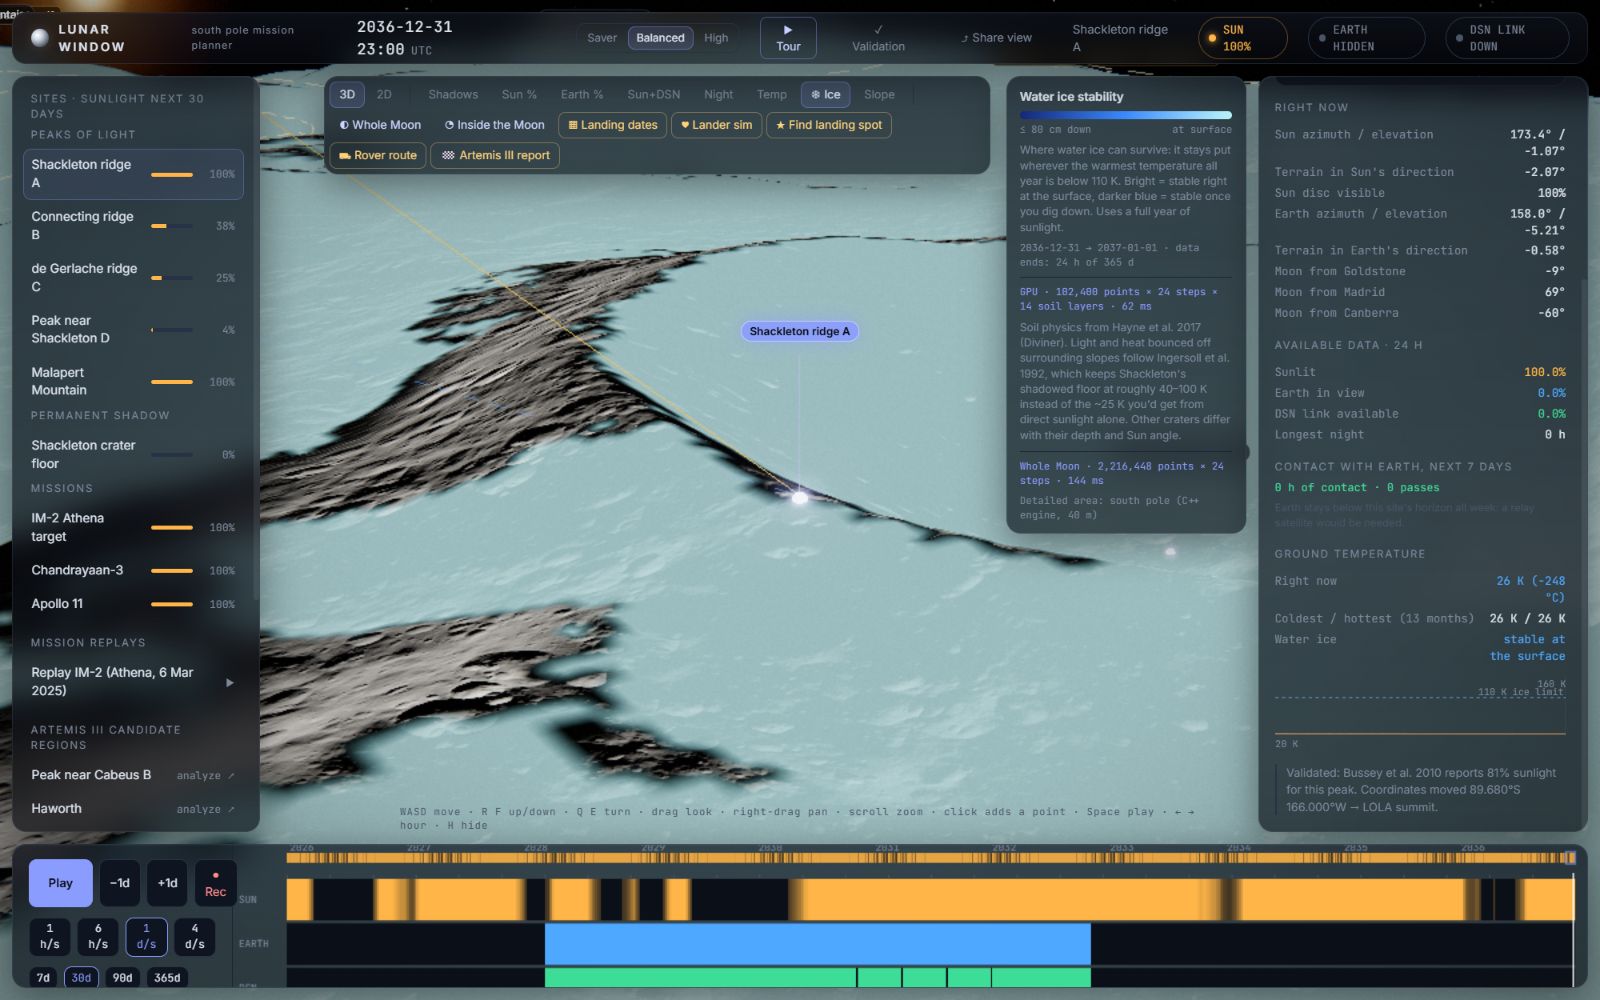 LUNAR
WINDOW
south pole mission
planner
2036-12-31
23:00 UTC
Saver
Balanced
High
▶
Tour
✓
Validation
⤴ Share view
Shackleton ridge
A
SUN
100%
EARTH
HIDDEN
DSN LINK
DOWN
SITES · SUNLIGHT NEXT 30
DAYS
PEAKS OF LIGHT
Shackleton ridge
A
100%
Connecting ridge
B
38%
de Gerlache ridge
C
25%
Peak near
Shackleton D
4%
Malapert
Mountain
100%
PERMANENT SHADOW
Shackleton crater
floor
0%
MISSIONS
IM-2 Athena
target
100%
Chandrayaan-3
100%
Apollo 11
100%
MISSION REPLAYS
Replay IM-2 (Athena, 6 Mar
2025)
▶
ARTEMIS III CANDIDATE
REGIONS
Peak near Cabeus B
analyze ↗
Haworth
analyze ↗
3D
2D
Shadows
Sun %
Earth %
Sun+DSN
Night
Temp
❄ Ice
Slope
◐ Whole Moon
◔ Inside the Moon
▦ Landing dates
♥ Lander sim
★ Find landing spot
⛟ Rover route
🏁 Artemis III report
Shackleton ridge A
Water ice stability
≤ 80 cm down
at surface
Where water ice can survive: it stays put
wherever the warmest temperature all
year is below 110 K. Bright = stable right
at the surface, darker blue = stable once
you dig down. Uses a full year of
sunlight.
2036-12-31 → 2037-01-01 · data
ends: 24 h of 365 d
GPU · 102,400 points × 24 steps ×
14 soil layers · 62 ms
Soil physics from Hayne et al. 2017
(Diviner). Light and heat bounced off
surrounding slopes follow Ingersoll et al.
1992, which keeps Shackleton's
shadowed floor at roughly 40–100 K
instead of the ~25 K you'd get from
direct sunlight alone. Other craters differ
with their depth and Sun angle.
Whole Moon · 2,216,448 points × 24
steps · 144 ms
Detailed area: south pole (C++
engine, 40 m)
RIGHT NOW
Sun azimuth / elevation
173.4° /
-1.07°
Terrain in Sun's direction
-2.07°
Sun disc visible
100%
Earth azimuth / elevation
158.0° /
-5.21°
Terrain in Earth's direction
-0.58°
Moon from Goldstone
-9°
Moon from Madrid
69°
Moon from Canberra
-60°
AVAILABLE DATA · 24 H
Sunlit
100.0%
Earth in view
0.0%
DSN link available
0.0%
Longest night
0 h
CONTACT WITH EARTH, NEXT 7 DAYS
0 h of contact · 0 passes
Earth stays below this site's horizon all week: a relay
satellite would be needed.
GROUND TEMPERATURE
Right now
26 K (-248
°C)
Coldest / hottest (13 months)
26 K / 26 K
Water ice
stable at
the surface
160 K
110 K ice limit
20 K
Validated: Bussey et al. 2010 reports 81% sunlight
for this peak. Coordinates moved 89.680°S
166.000°W → LOLA summit.
WASD move · R F up/down · Q E turn · drag look · right-drag pan · scroll zoom · click adds a point · Space play · ← →
hour · H hide
Play
−1d
+1d
●
Rec
1
h/s
6
h/s
1
d/s
4
d/s
7d
30d
90d
365d
2026
2027
2028
2029
2030
2031
2032
2033
2034
2035
2036
SUN
EARTH
DSN